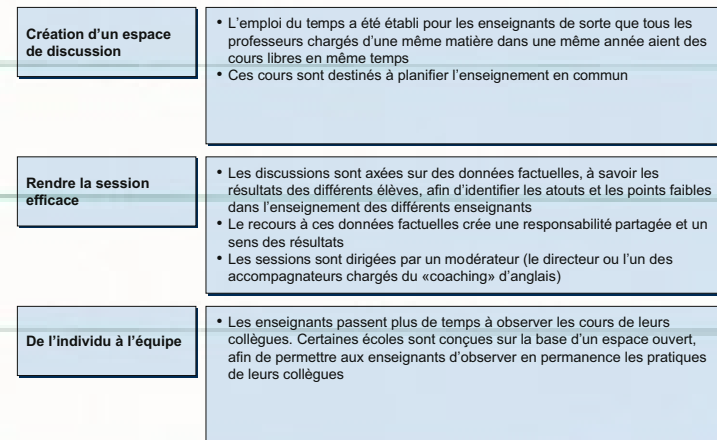 Création d’un espace
de discussion
• L’emploi du temps a été établi pour les enseignants de sorte que tous les
professeurs chargés d’une même matière dans une même année aient des
cours libres en même temps
• Ces cours sont destinés à planifier l’enseignement en commun
Rendre la session
efficace
• Les discussions sont axées sur des données factuelles, à savoir les
résultats des différents élèves, afin d’identifier les atouts et les points faibles
dans l’enseignement des différents enseignants
• Le recours à ces données factuelles crée une responsabilité partagée et un
sens des résultats
• Les sessions sont dirigées par un modérateur (le directeur ou l’un des
accompagnateurs chargés du «coaching» d’anglais)
De l’individu à l’équipe
• Les enseignants passent plus de temps à observer les cours de leurs
collègues. Certaines écoles sont conçues sur la base d’un espace ouvert,
afin de permettre aux enseignants d’observer en permanence les pratiques
de leurs collègues